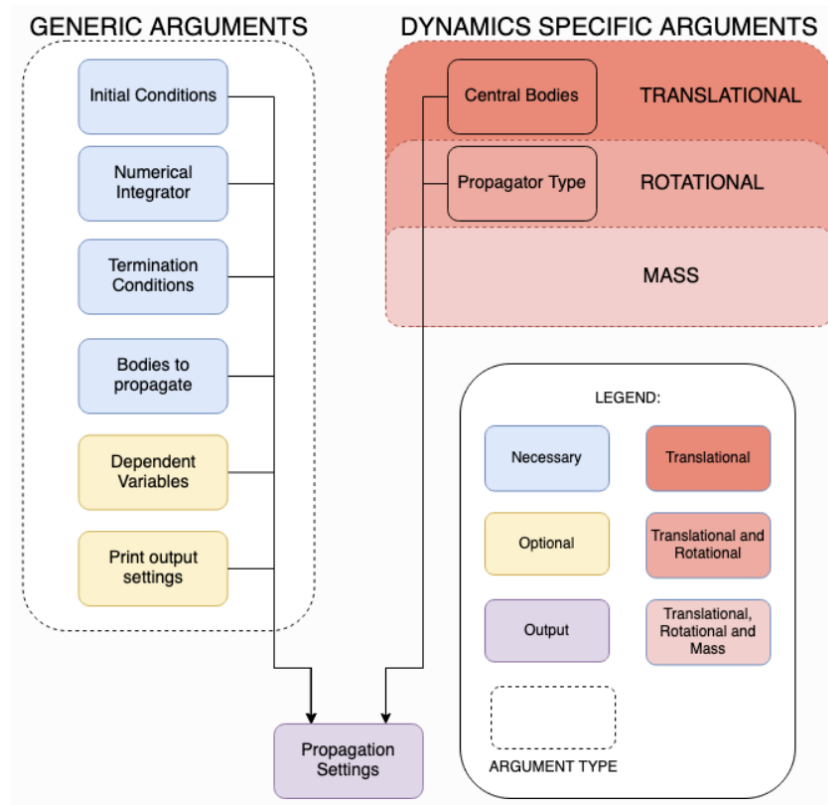 GENERIC ARGUMENTS
Initial Conditions
Numerical
Integrator
Termination
Conditions
Bodies to
propagate
Dependent
Variables
Print output
settings
DYNAMICS SPECIFIC ARGUMENTS
Central Bodies
TRANSLATIONAL
Propagator Type
ROTATIONAL
MASS
LEGEND:
Necessary
Translational
Optional
Translational and
Rotational
Output
Translational,
Rotational and
Mass
ARGUMENT TYPE
Propagation
Settings